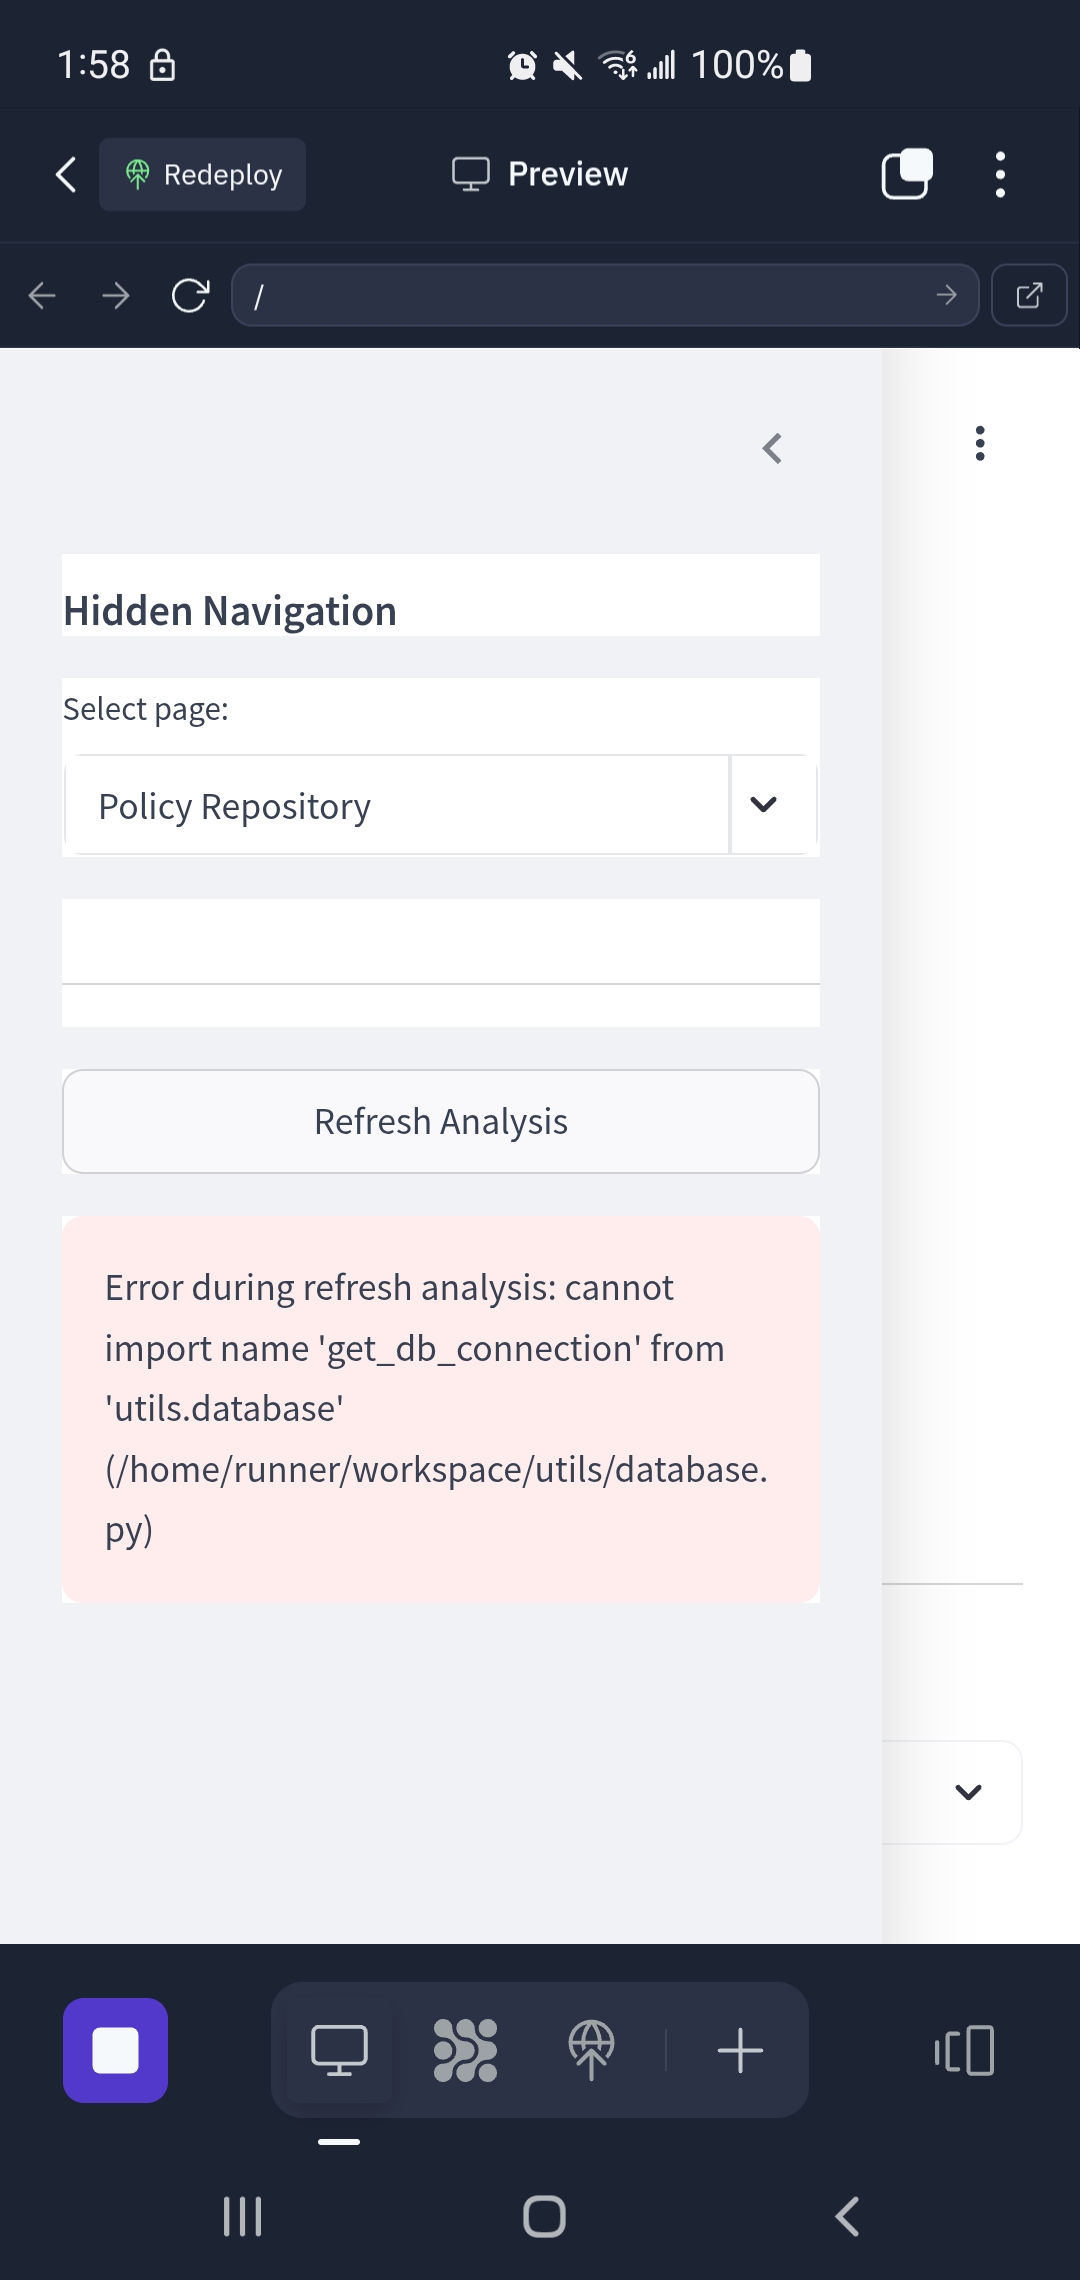 1:58 100%
Redeploy Preview
/
Hidden Navigation
Select page:
Policy Repository
Refresh Analysis
Error during refresh analysis: cannot
import name 'get_db_connection' from
'utils.database'
(/home/runner/workspace/utils/database.
py)